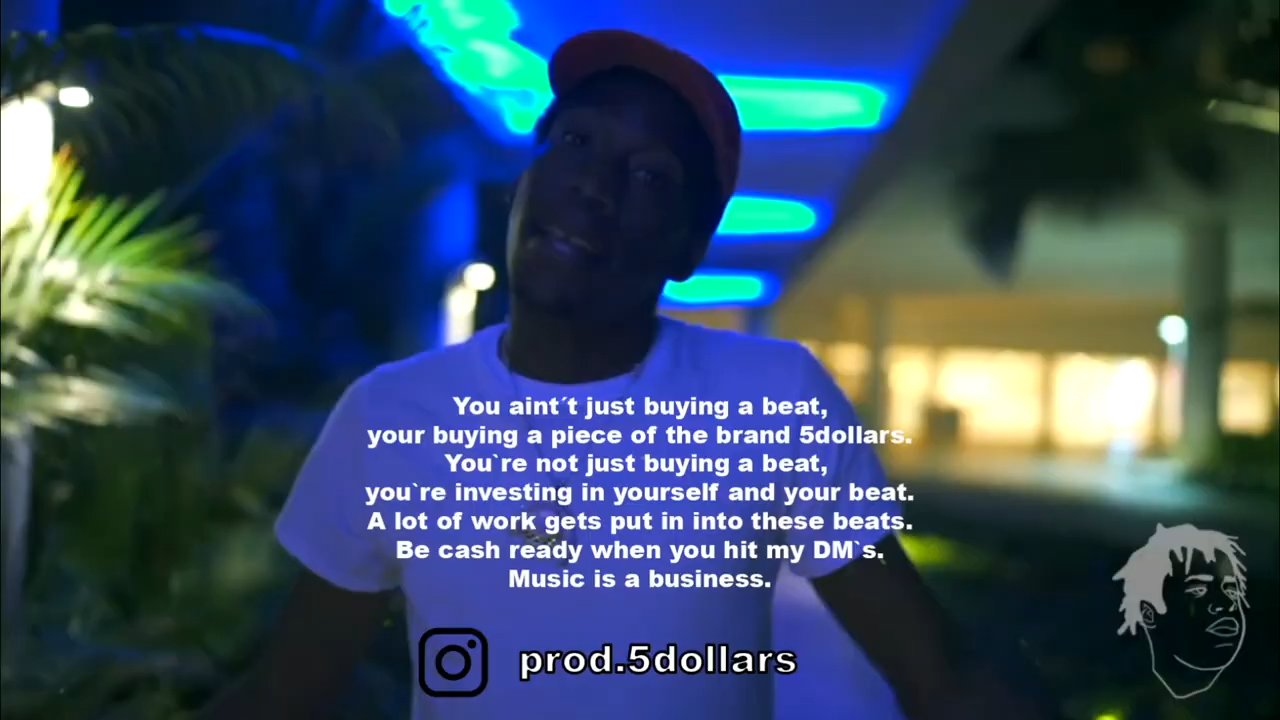 You ain´t just buying a beat,
your buying a piece of the brand 5dollars.
You`re not just buying a beat,
you`re investing in yourself and your beat.
A lot of work gets put in into these beats.
Be cash ready when you hit my DM`s.
Music is a business.
prod.5dollars